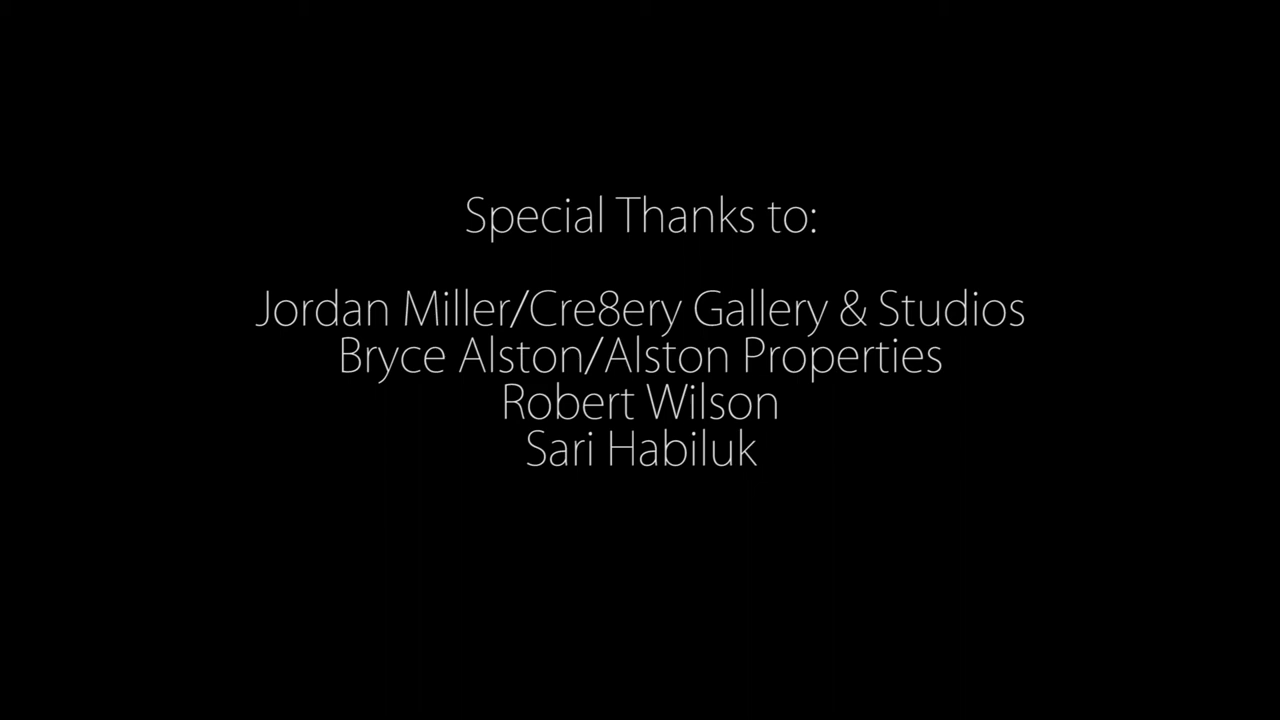 Special Thanks to:
Jordan Miller/Cre8ery Gallery & Studios
Bryce Alston/Alston Properties
Robert Wilson
Sari Habiluk